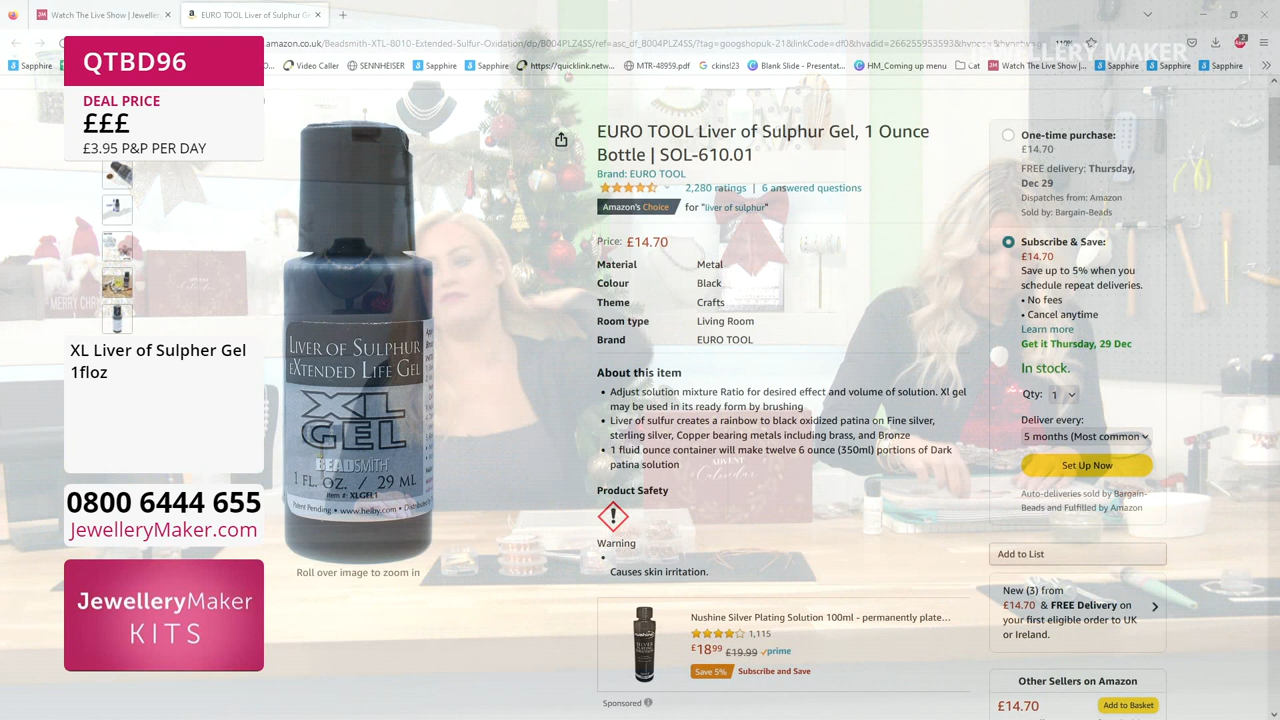 Watch The Live Show | Jeweller
EURO TOOL Liver of Sulphur Ge
amazon.co.uk/Beadsmith-XTL-8010-Extended-Sulfur-Oxidation/dp/B004PLZ4SS/ref=asc_df_B004PLZ4SS/?tag=googshopuk-21&linkCode=df0&hvadid=266255953593&hvpos=
JEWELLERY MAKER
Sapphire
Video Caller
SENNHEISER
Sapphire
Sapphire
https://quicklink.netw...
MTR-48959.pdf
ckins!23
Blank Slide - Presentat...
HM_Coming up menu
Cat
Watch The Live Show |...
Sapphire
Sapphire
Sapphire
QTBD96
DEAL PRICE
£££
£3.95 P&P PER DAY
XL Liver of Sulpher Gel
1floz
0800 6444 655
JewelleryMaker.com
JewelleryMaker
KITS
MERRY
LIVER OF SULPHUR
EXTENDED LIFE GEL
XL
GEL
BEADSMITH
1 FL. OZ. / 29 ML
Item #: XLGEL1
Patent Pending • www.helby.com •
Roll over image to zoom in
EURO TOOL Liver of Sulphur Gel, 1 Ounce
Bottle | SOL-610.01
Brand: EURO TOOL
2,280 ratings | 6 answered questions
Amazon's Choice for "liver of sulphur"
Price: £14.70
Material Metal
Colour Black
Theme Crafts
Room type Living Room
Brand EURO TOOL
About this item
• Adjust solution mixture Ratio for desired effect and volume of solution. Xl gel
may be used in its ready form by brushing
• Liver of sulfur creates a rainbow to black oxidized patina on Fine silver,
sterling silver, Copper bearing metals including brass, and Bronze
• 1 fluid ounce container will make twelve 6 ounce (350ml) portions of Dark
patina solution
Advent
Calendar
Product Safety
Warning
•
Causes skin irritation.
Nushine Silver Plating Solution 100ml - permanently plate...
1,115
£18.99 £19.99 prime
Save 5% Subscribe and Save
Sponsored
One-time purchase:
£14.70
FREE delivery: Thursday,
Dec 29
Dispatches from: Amazon
Sold by: Bargain-Beads
Subscribe & Save:
£14.70
Save up to 5% when you
schedule repeat deliveries.
• No fees
• Cancel anytime
Learn more
Get it Thursday, 29 Dec
In stock.
Qty: 1
Deliver every:
5 months (Most common
Set Up Now
Auto-deliveries sold by Bargain-
Beads and Fulfilled by Amazon
Add to List
New (3) from
£14.70 & FREE Delivery on
your first eligible order to UK
or Ireland.
Other Sellers on Amazon
£14.70
Add to Basket